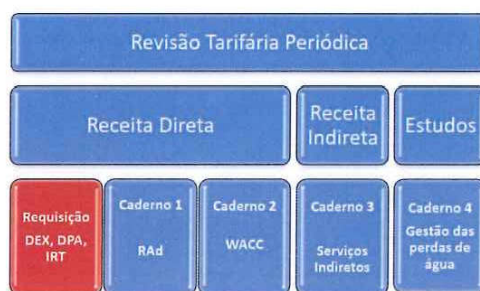 Revisão Tarifária Periódica
Receita Direta
Receita
Indireta
Estudos
Requisição
DEX, DPA,
IRT
Caderno 1
RAd
Caderno 2
WACC
Caderno 3
Serviços
Indiretos
Caderno 4
Gestão das
perdas de
água